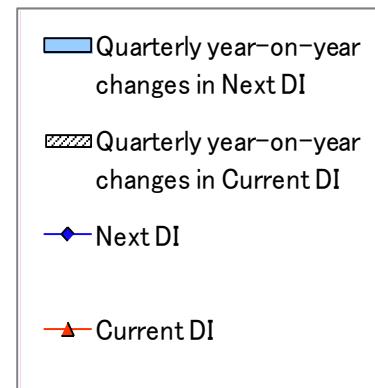 Quarterly year-on-year
changes in Next DI
Quarterly year-on-year
changes in Current DI
Next DI
Current DI